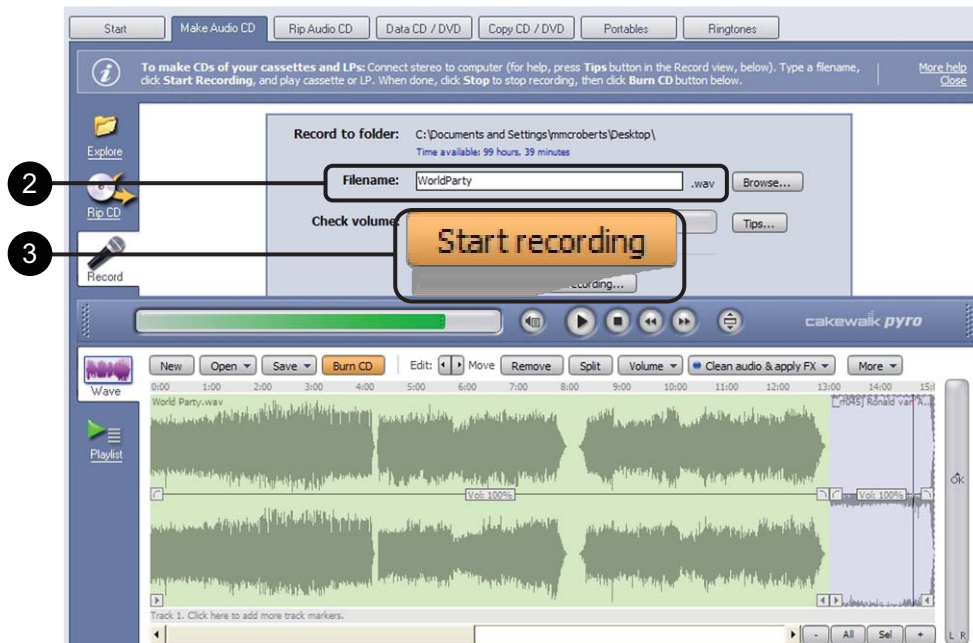 Start Make Audio CD Rip Audio CD Data CD / DVD Copy CD / DVD Portables Ringtones
To make CDs of your cassettes and LPs: Connect stereo to computer (for help, press Tips button in the Record view, below). Type a filename,
click Start Recording, and play cassette or LP. When done, click Stop to stop recording, then click Burn CD button below.
More help
Close
Explore
Rip CD
Record
Record to folder: C:\Documents and Settings\mmcroberts\Desktop\
Time available: 99 hours, 39 minutes
2
Filename: WorldParty .wav Browse...
Check volume: Tips...
3
Start recording
ecording...
cakewalk pyro
Wave
Playlist
New Open Save Burn CD Edit: Move Remove Split Volume Clean audio & apply FX More
0:00 1:00 2:00 3:00 4:00 5:00 6:00 7:00 8:00 9:00 10:00 11:00 12:00 13:00 14:00 15:
World Party.wav Ronald van A...
Vol: 100% Vol: 100%
OK
Track 1. Click here to add more track markers.
- All Sel + L R